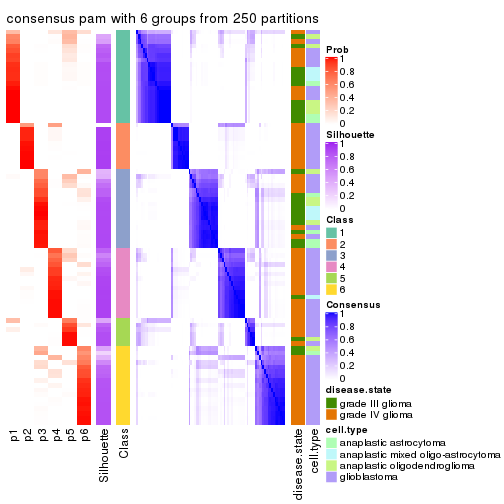 consensus pam with 6 groups from 250 partitions
Prob
1
0.8
0.6
0.4
0.2
0
Silhouette
1
0.8
0.6
0.4
0.2
0
Class
1
2
3
4
5
6
Consensus
1
0.8
0.6
0.4
0.2
0
disease.state
grade III glioma
grade IV glioma
cell.type
anaplastic astrocytoma
anaplastic mixed oligo-astrocytoma
anaplastic oligodendroglioma
glioblastoma
p1
p2
p3
p4
p5
p6
Silhouette
Class
disease.state
cell.type